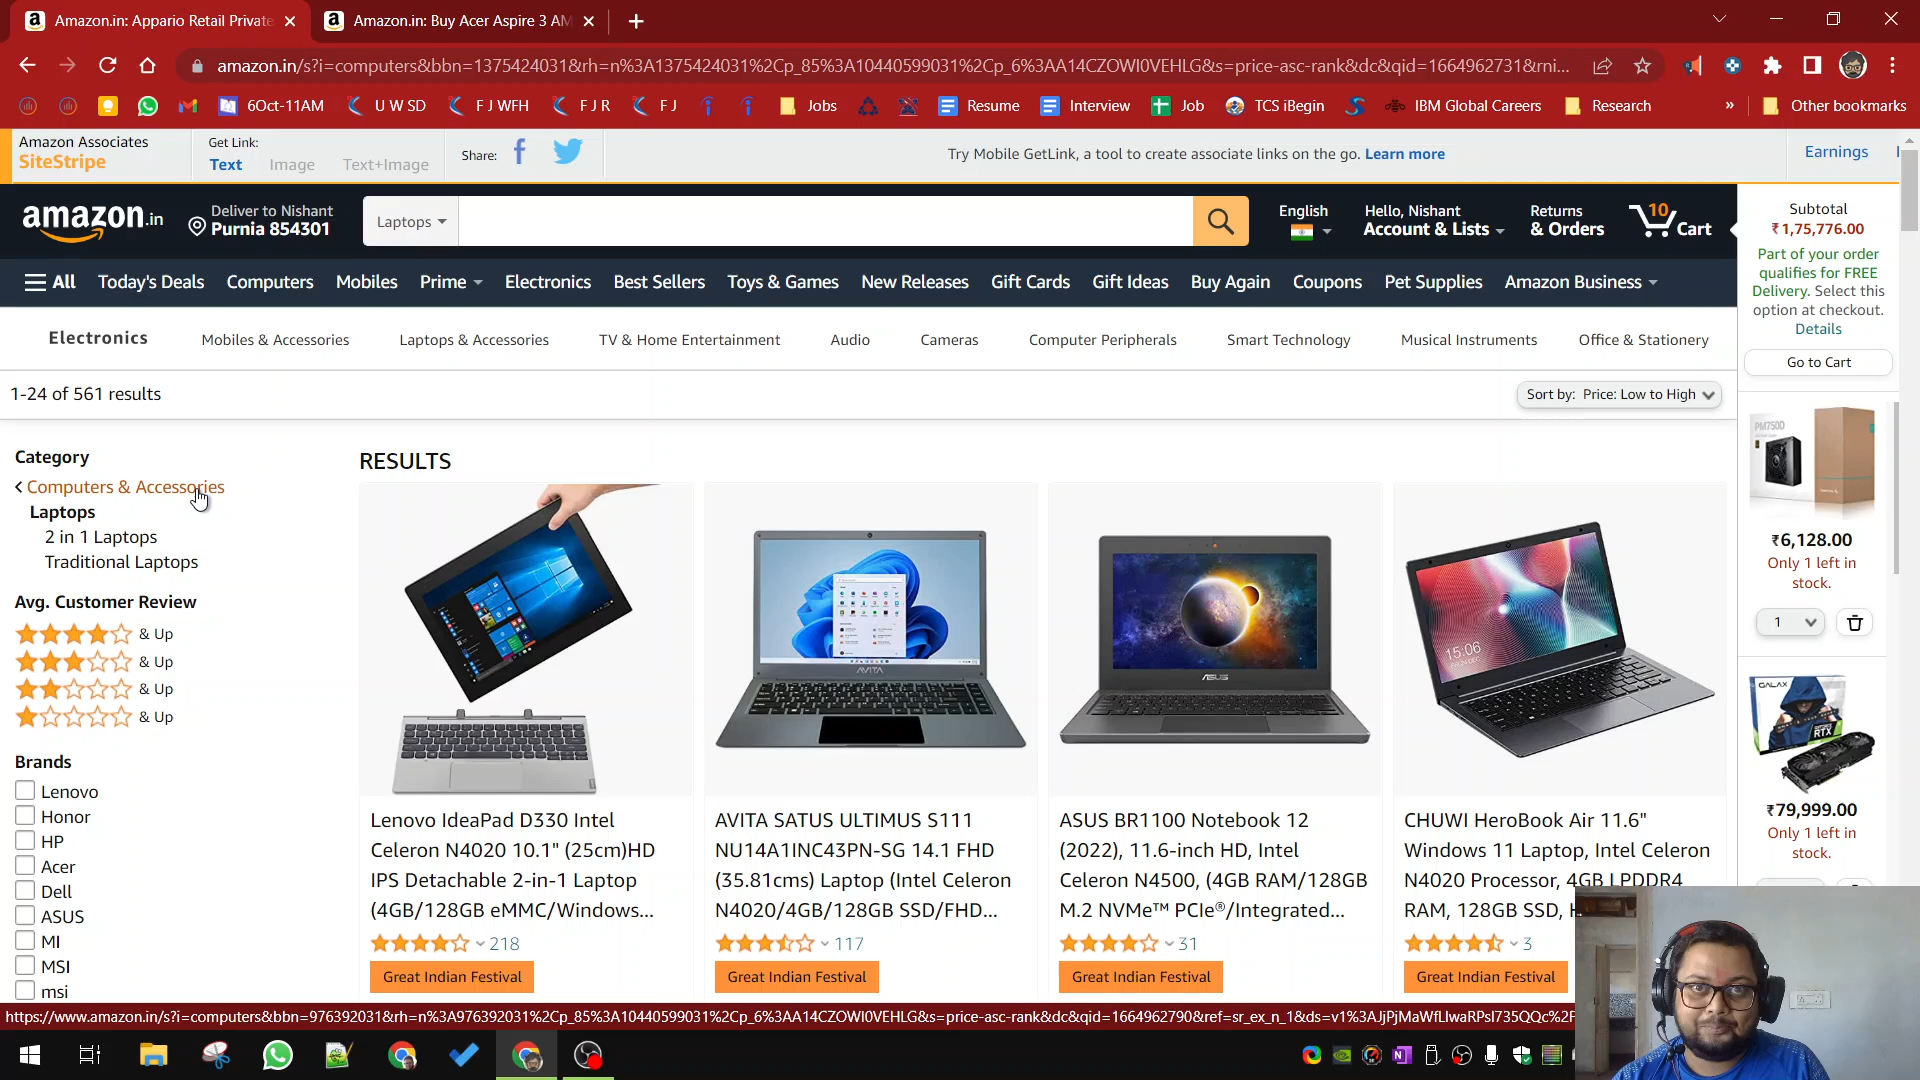 Amazon.in: Appario Retail Private
Amazon.in: Buy Acer Aspire 3 AM
amazon.in/s?i=computers&bbn=1375424031&rh=n%3A1375424031%2Cp_85%3A10440599031%2Cp_6%3AA14CZOWI0VEHLG&s=price-asc-rank&dc&qid=1664962731&rni...
6Oct-11AM
U W SD
F J WFH
F J R
F J
Jobs
Resume
Interview
Job
TCS iBegin
IBM Global Careers
Research
»
Other bookmarks
Amazon Associates
SiteStripe
Get Link:
Text Image Text+Image
Share:
Try Mobile GetLink, a tool to create associate links on the go. Learn more
Earnings
amazon.in
Deliver to Nishant
Purnia 854301
Laptops
English
Hello, Nishant
Account & Lists
Returns
& Orders
10
Cart
Subtotal
₹1,75,776.00
Part of your order
qualifies for FREE
Delivery. Select this
option at checkout.
Details
Go to Cart
All
Today's Deals
Computers
Mobiles
Prime
Electronics
Best Sellers
Toys & Games
New Releases
Gift Cards
Gift Ideas
Buy Again
Coupons
Pet Supplies
Amazon Business
Electronics
Mobiles & Accessories
Laptops & Accessories
TV & Home Entertainment
Audio
Cameras
Computer Peripherals
Smart Technology
Musical Instruments
Office & Stationery
1-24 of 561 results
Sort by: Price: Low to High
Category
Computers & Accessories
Laptops
2 in 1 Laptops
Traditional Laptops
Avg. Customer Review
& Up
& Up
& Up
& Up
Brands
Lenovo
Honor
HP
Acer
Dell
ASUS
MI
MSI
msi
RESULTS
AVITA
ASUS
15:06
Lenovo IdeaPad D330 Intel
Celeron N4020 10.1" (25cm)HD
IPS Detachable 2-in-1 Laptop
(4GB/128GB eMMC/Windows...
218
Great Indian Festival
AVITA SATUS ULTIMUS S111
NU14A1INC43PN-SG 14.1 FHD
(35.81cms) Laptop (Intel Celeron
N4020/4GB/128GB SSD/FHD...
117
Great Indian Festival
ASUS BR1100 Notebook 12
(2022), 11.6-inch HD, Intel
Celeron N4500, (4GB RAM/128GB
M.2 NVMe™ PCIe®/Integrated...
31
Great Indian Festival
CHUWI HeroBook Air 11.6"
Windows 11 Laptop, Intel Celeron
N4020 Processor, 4GB LPDDR4
RAM, 128GB SSD,
3
Great Indian Festival
PM750D
₹6,128.00
Only 1 left in
stock.
1
GALAX
RTX
₹79,999.00
Only 1 left in
stock.
https://www.amazon.in/s?i=computers&bbn=976392031&rh=n%3A976392031%2Cp_85%3A10440599031%2Cp_6%3AA14CZOWI0VEHLG&s=price-asc-rank&dc&qid=1664962790&ref=sr_ex_n_1&ds=v1%3AJjPjMaWfLIwaRPsI735QQc%2F